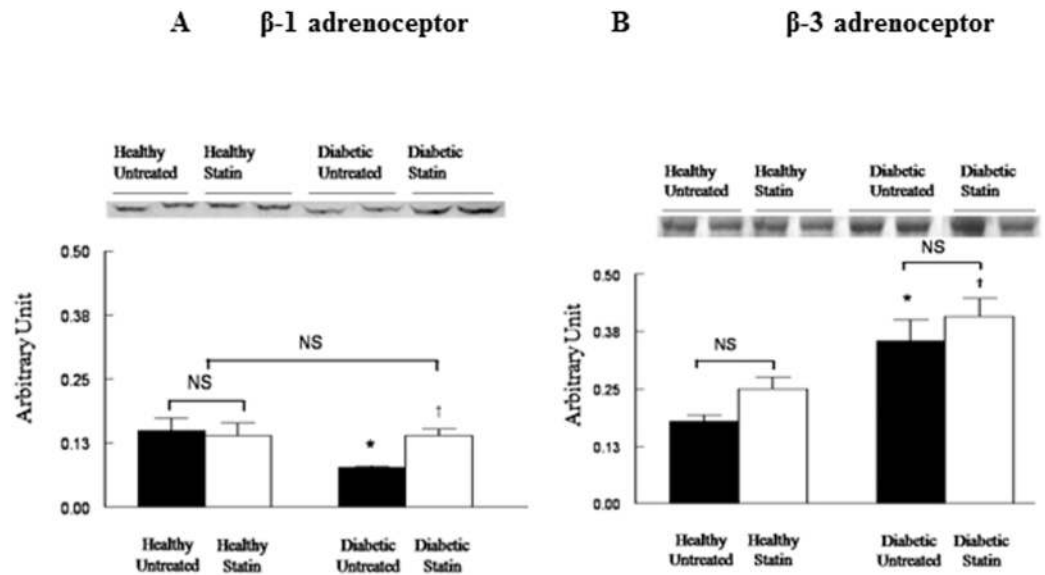 A β-1 adrenoceptor
Healthy Untreated
Healthy Statin
Diabetic Untreated
Diabetic Statin
0.50
0.38
0.25
0.13
0.00
Arbitrary Unit
NS
NS
*
†
Healthy Untreated
Healthy Statin
Diabetic Untreated
Diabetic Statin
B β-3 adrenoceptor
Healthy Untreated
Healthy Statin
Diabetic Untreated
Diabetic Statin
0.50
0.38
0.25
0.13
0.00
Arbitrary Unit
NS
NS
*
†
Healthy Untreated
Healthy Statin
Diabetic Untreated
Diabetic Statin